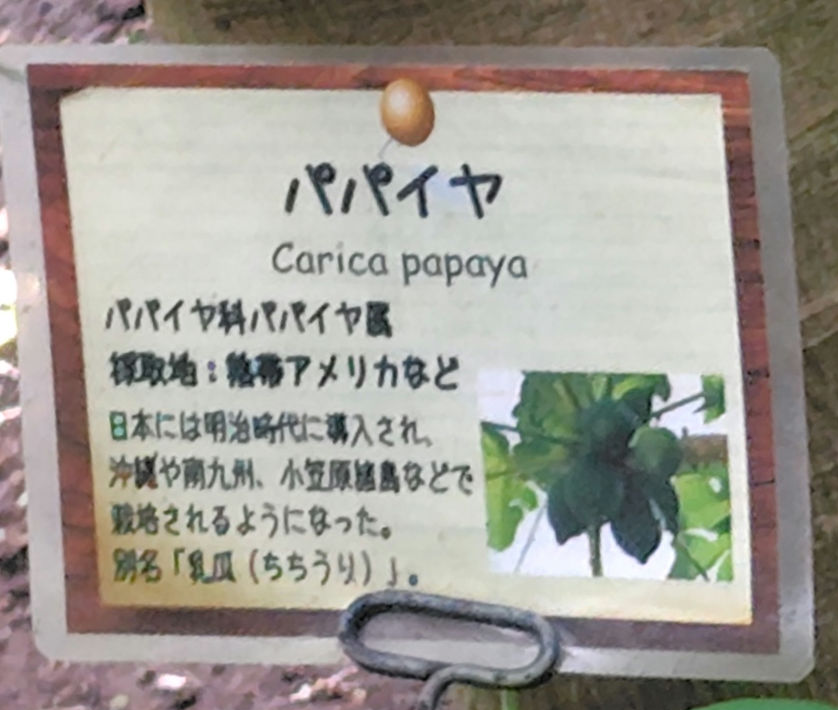 パパイヤ
Carica papaya
パパイヤ科パパイヤ属
採取地：熱帯アメリカなど
日本には明治時代に導入され、
沖縄や南九州、小笠原諸島などで
栽培されるようになった。
別名「乳瓜（ちちうり）」。